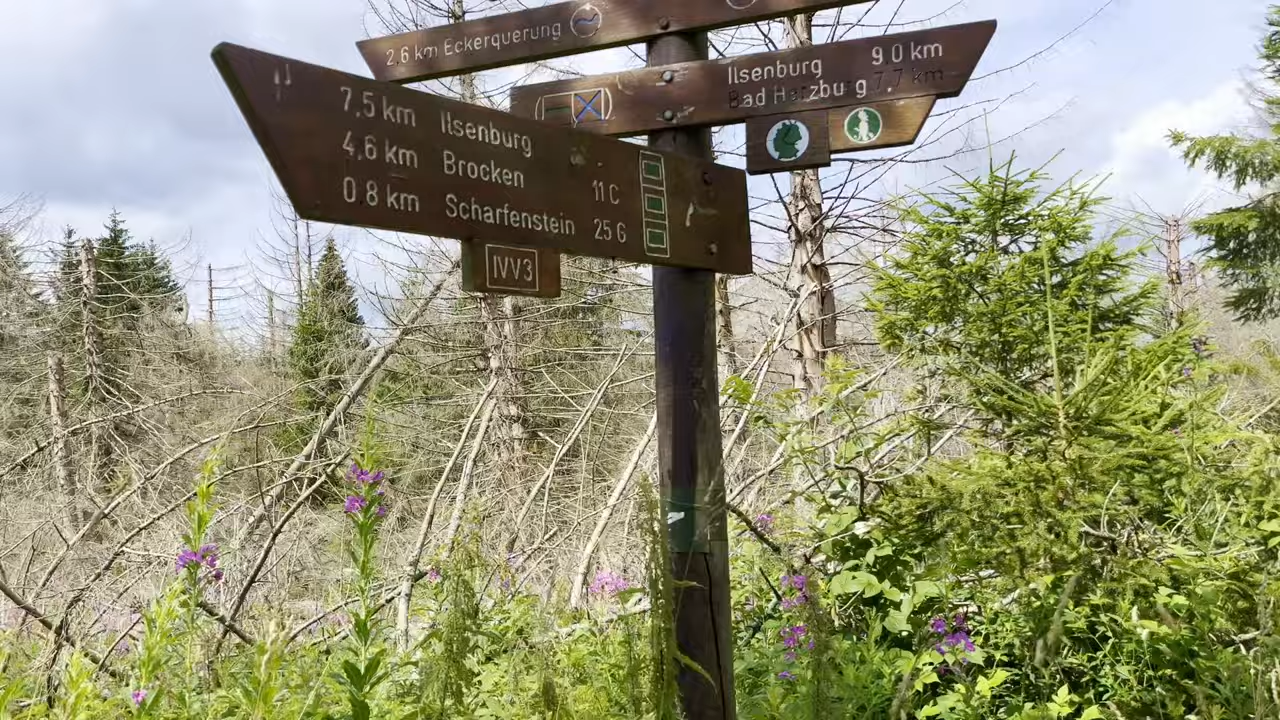 2,6 km Eckerquerung
Ilsenburg 9,0 km
Bad Harzburg 7,7 km
7,5 km Ilsenburg
4,6 km Brocken 11 C
0,8 km Scharfenstein 25 G
IVV3